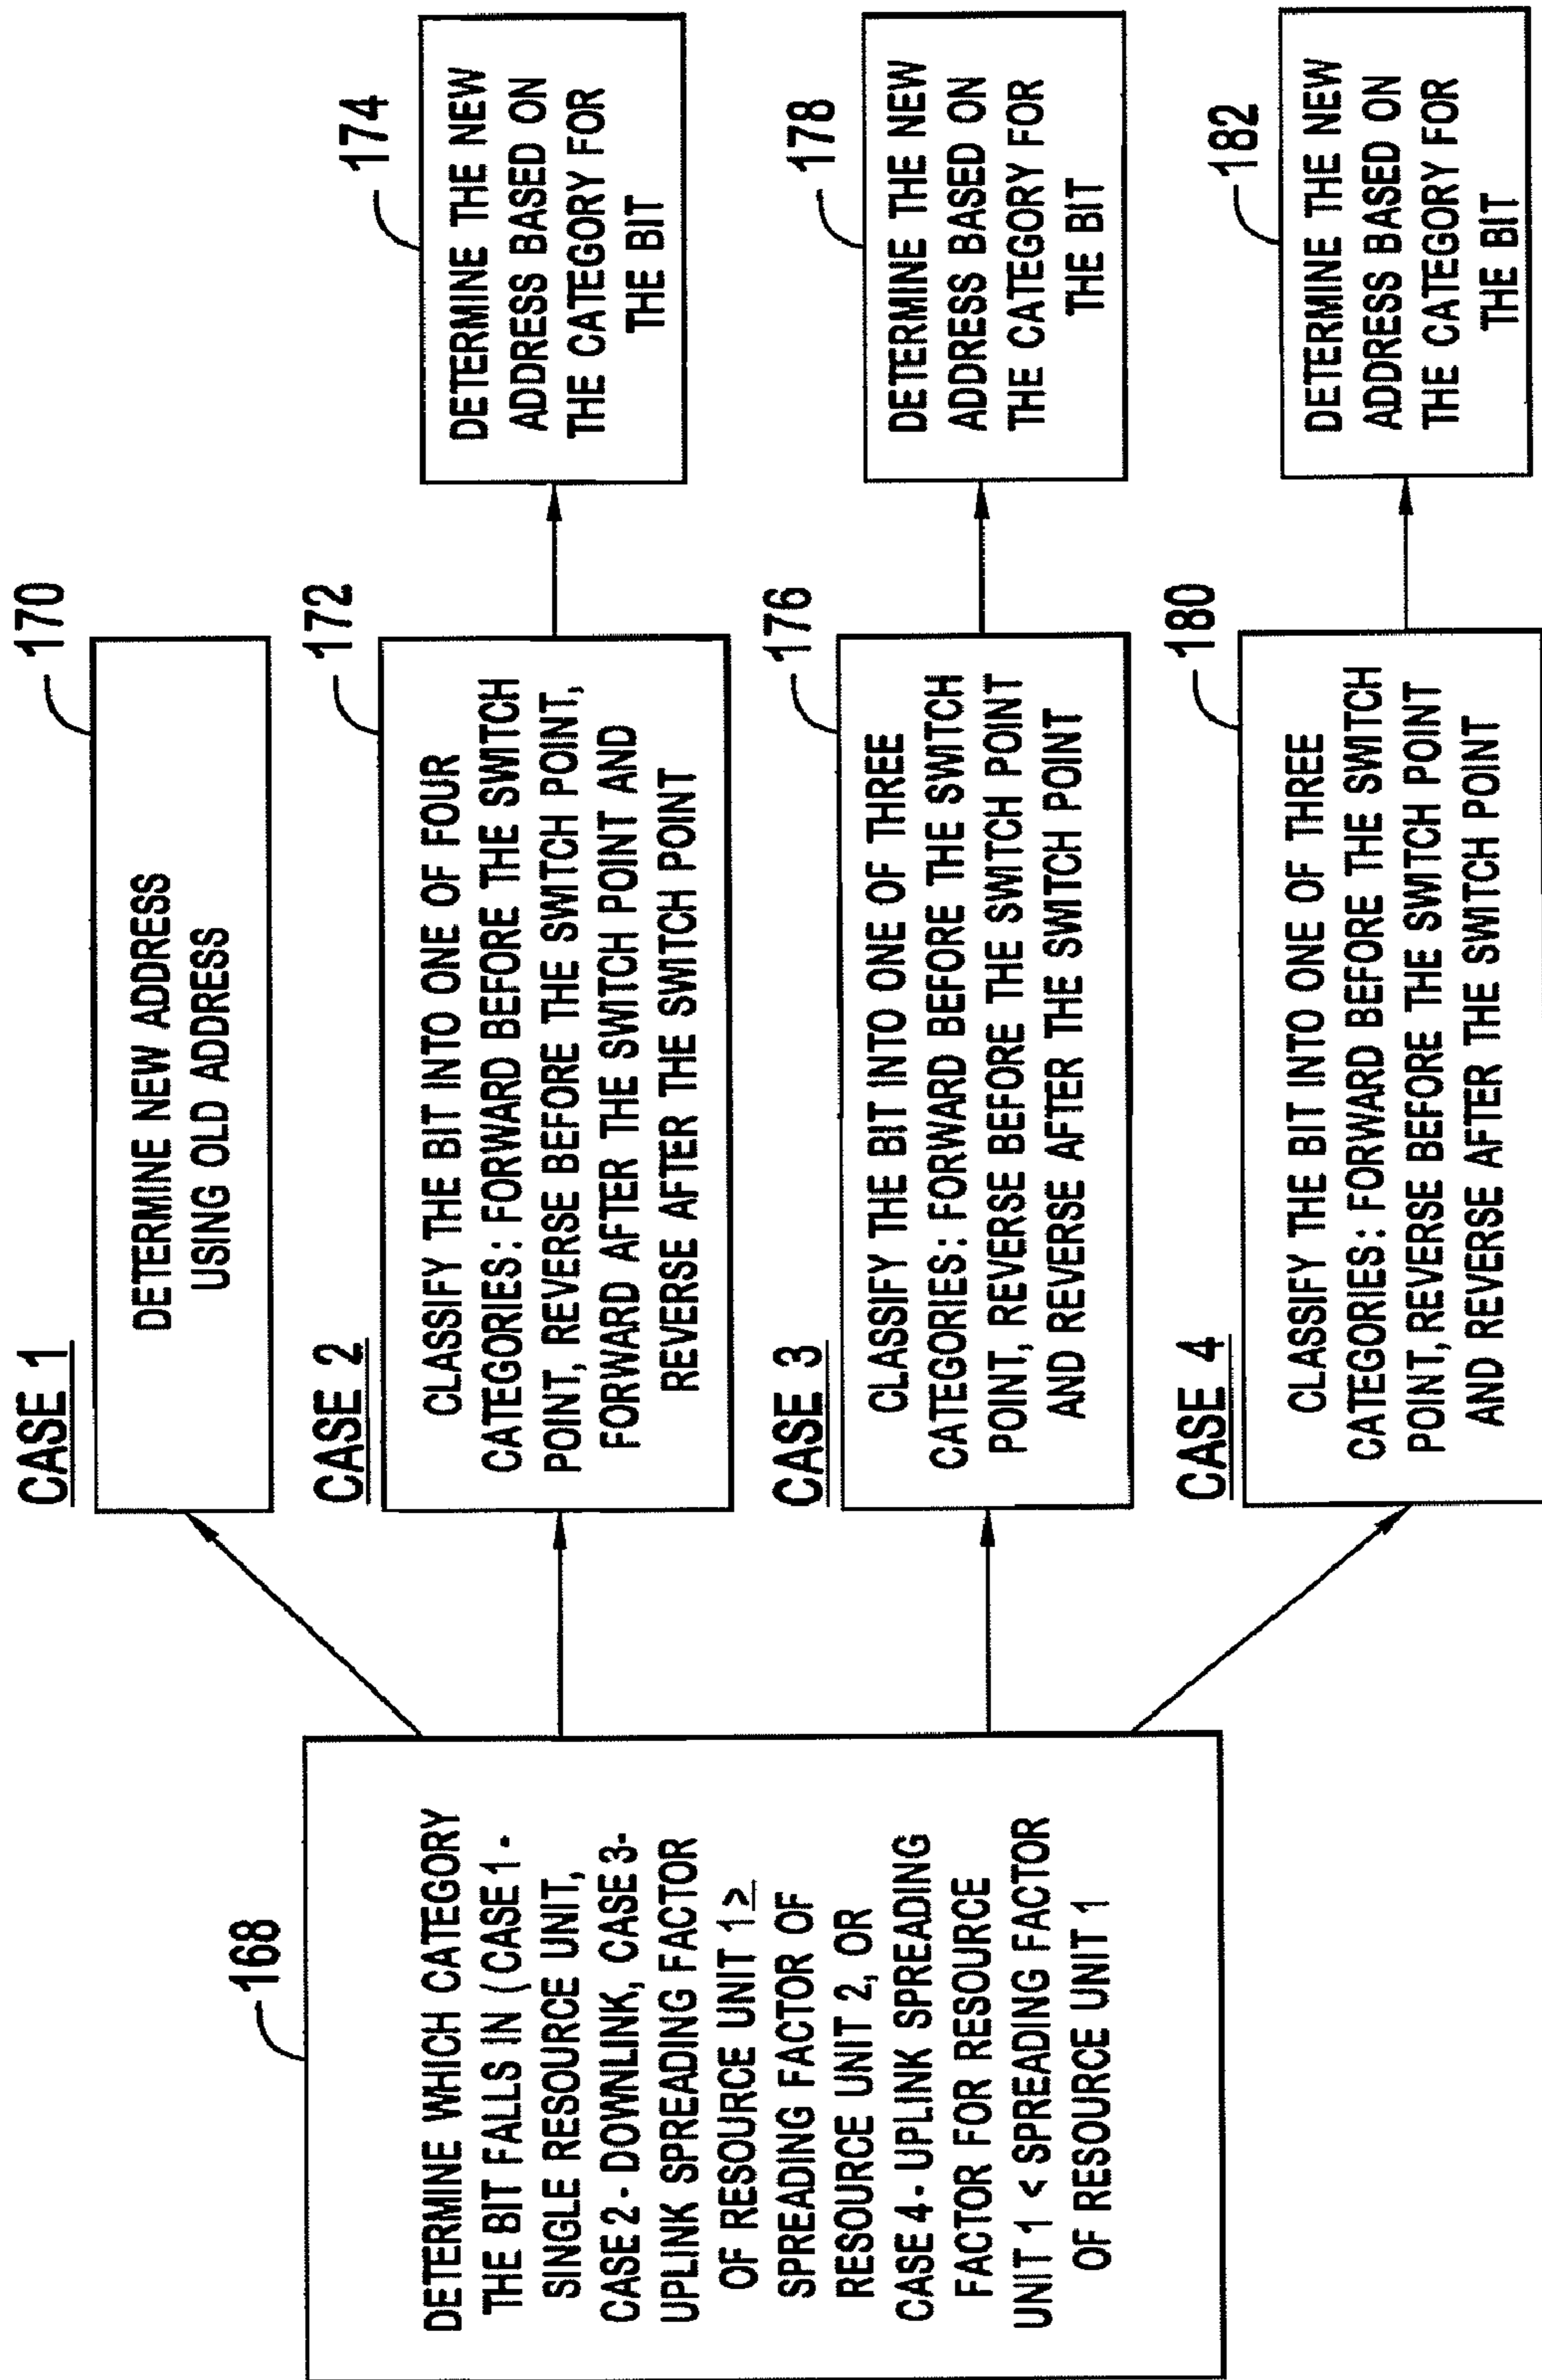 168
DETERMINE WHICH CATEGORY
THE BIT FALLS IN (CASE 1 -
SINGLE RESOURCE UNIT,
CASE 2 - DOWNLINK, CASE 3-
UPLINK SPREADING FACTOR
OF RESOURCE UNIT 1 ≥
SPREADING FACTOR OF
RESOURCE UNIT 2, OR
CASE 4 - UPLINK SPREADING
FACTOR FOR RESOURCE
UNIT 1 < SPREADING FACTOR
OF RESOURCE UNIT 1
CASE 1
170
DETERMINE NEW ADDRESS
USING OLD ADDRESS
CASE 2
172
CLASSIFY THE BIT INTO ONE OF FOUR
CATEGORIES: FORWARD BEFORE THE SWITCH
POINT, REVERSE BEFORE THE SWITCH POINT,
FORWARD AFTER THE SWITCH POINT AND
REVERSE AFTER THE SWITCH POINT
174
DETERMINE THE NEW
ADDRESS BASED ON
THE CATEGORY FOR
THE BIT
CASE 3
176
CLASSIFY THE BIT INTO ONE OF THREE
CATEGORIES: FORWARD BEFORE THE SWITCH
POINT, REVERSE BEFORE THE SWITCH POINT
AND REVERSE AFTER THE SWITCH POINT
178
DETERMINE THE NEW
ADDRESS BASED ON
THE CATEGORY FOR
THE BIT
CASE 4
180
CLASSIFY THE BIT INTO ONE OF THREE
CATEGORIES: FORWARD BEFORE THE SWITCH
POINT, REVERSE BEFORE THE SWITCH POINT
AND REVERSE AFTER THE SWITCH POINT
182
DETERMINE THE NEW
ADDRESS BASED ON
THE CATEGORY FOR
THE BIT